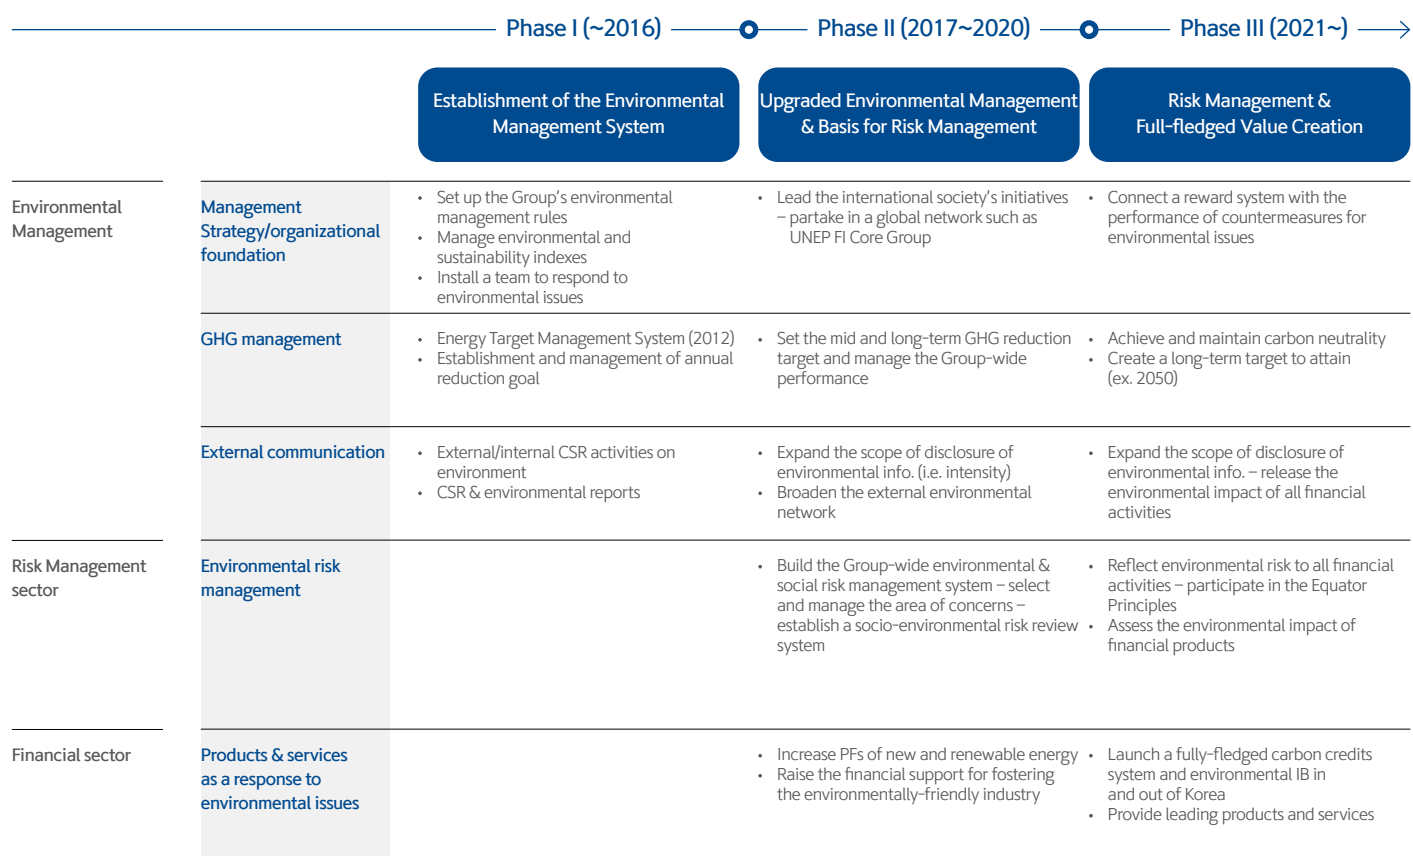 Phase I (~2016)
Phase II (2017~2020)
Phase III (2021~)
Establishment of the Environmental
Management System
Upgraded Environmental Management
& Basis for Risk Management
Risk Management &
Full-fledged Value Creation
Environmental
Management
Management
Strategy/organizational
foundation
• Set up the Group's environmental
management rules
• Manage environmental and
sustainability indexes
• Install a team to respond to
environmental issues
• Lead the international society's initiatives
– partake in a global network such as
UNEP FI Core Group
• Connect a reward system with the
performance of countermeasures for
environmental issues
GHG management
• Energy Target Management System (2012)
• Establishment and management of annual
reduction goal
• Set the mid and long-term GHG reduction
target and manage the Group-wide
performance
• Achieve and maintain carbon neutrality
• Create a long-term target to attain
(ex. 2050)
External communication
• External/internal CSR activities on
environment
• CSR & environmental reports
• Expand the scope of disclosure of
environmental info. (i.e. intensity)
• Broaden the external environmental
network
• Expand the scope of disclosure of
environmental info. – release the
environmental impact of all financial
activities
Risk Management
sector
Environmental risk
management
• Build the Group-wide environmental &
social risk management system – select
and manage the area of concerns –
establish a socio-environmental risk review
system
• Reflect environmental risk to all financial
activities – participate in the Equator
Principles
• Assess the environmental impact of
financial products
Financial sector
Products & services
as a response to
environmental issues
• Increase PFs of new and renewable energy
• Raise the financial support for fostering
the environmentally-friendly industry
• Launch a fully-fledged carbon credits
system and environmental IB in
and out of Korea
• Provide leading products and services